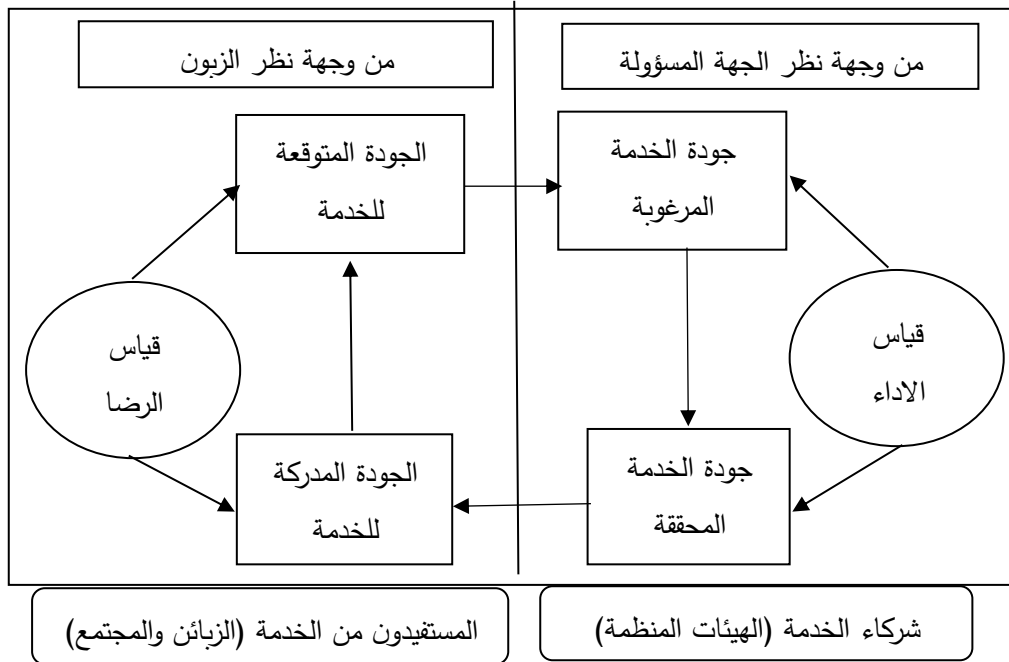 من وجهة نظر الجهة المسؤولة
من وجهة نظر الزبون
جودة الخدمة
المرغوبة
الجودة المتوقعة
للخدمة
قياس
الاداء
قياس
الرضا
جودة الخدمة
المحققة
الجودة المدركة
للخدمة
شركاء الخدمة (الهيئات المنظمة)
المستفيدون من الخدمة (الزبائن والمجتمع)